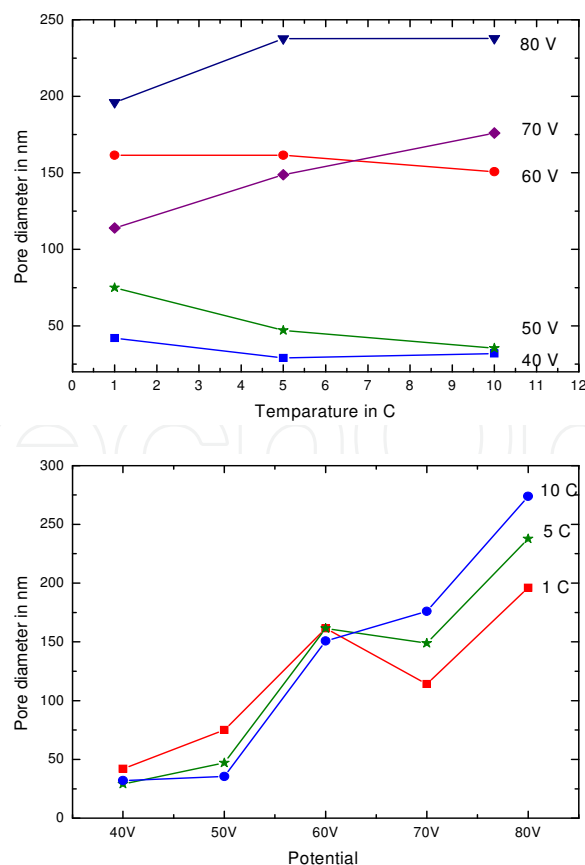 250
200
150
100
50
Pore diameter in nm
80 V
70 V
60 V
50 V
40 V
0 1 2 3 4 5 6 7 8 9 10 11 12
Temparature in C
300
250
200
150
100
50
0
Pore diameter in nm
10 C
5 C
1 C
40V 50V 60V 70V 80V
Potential